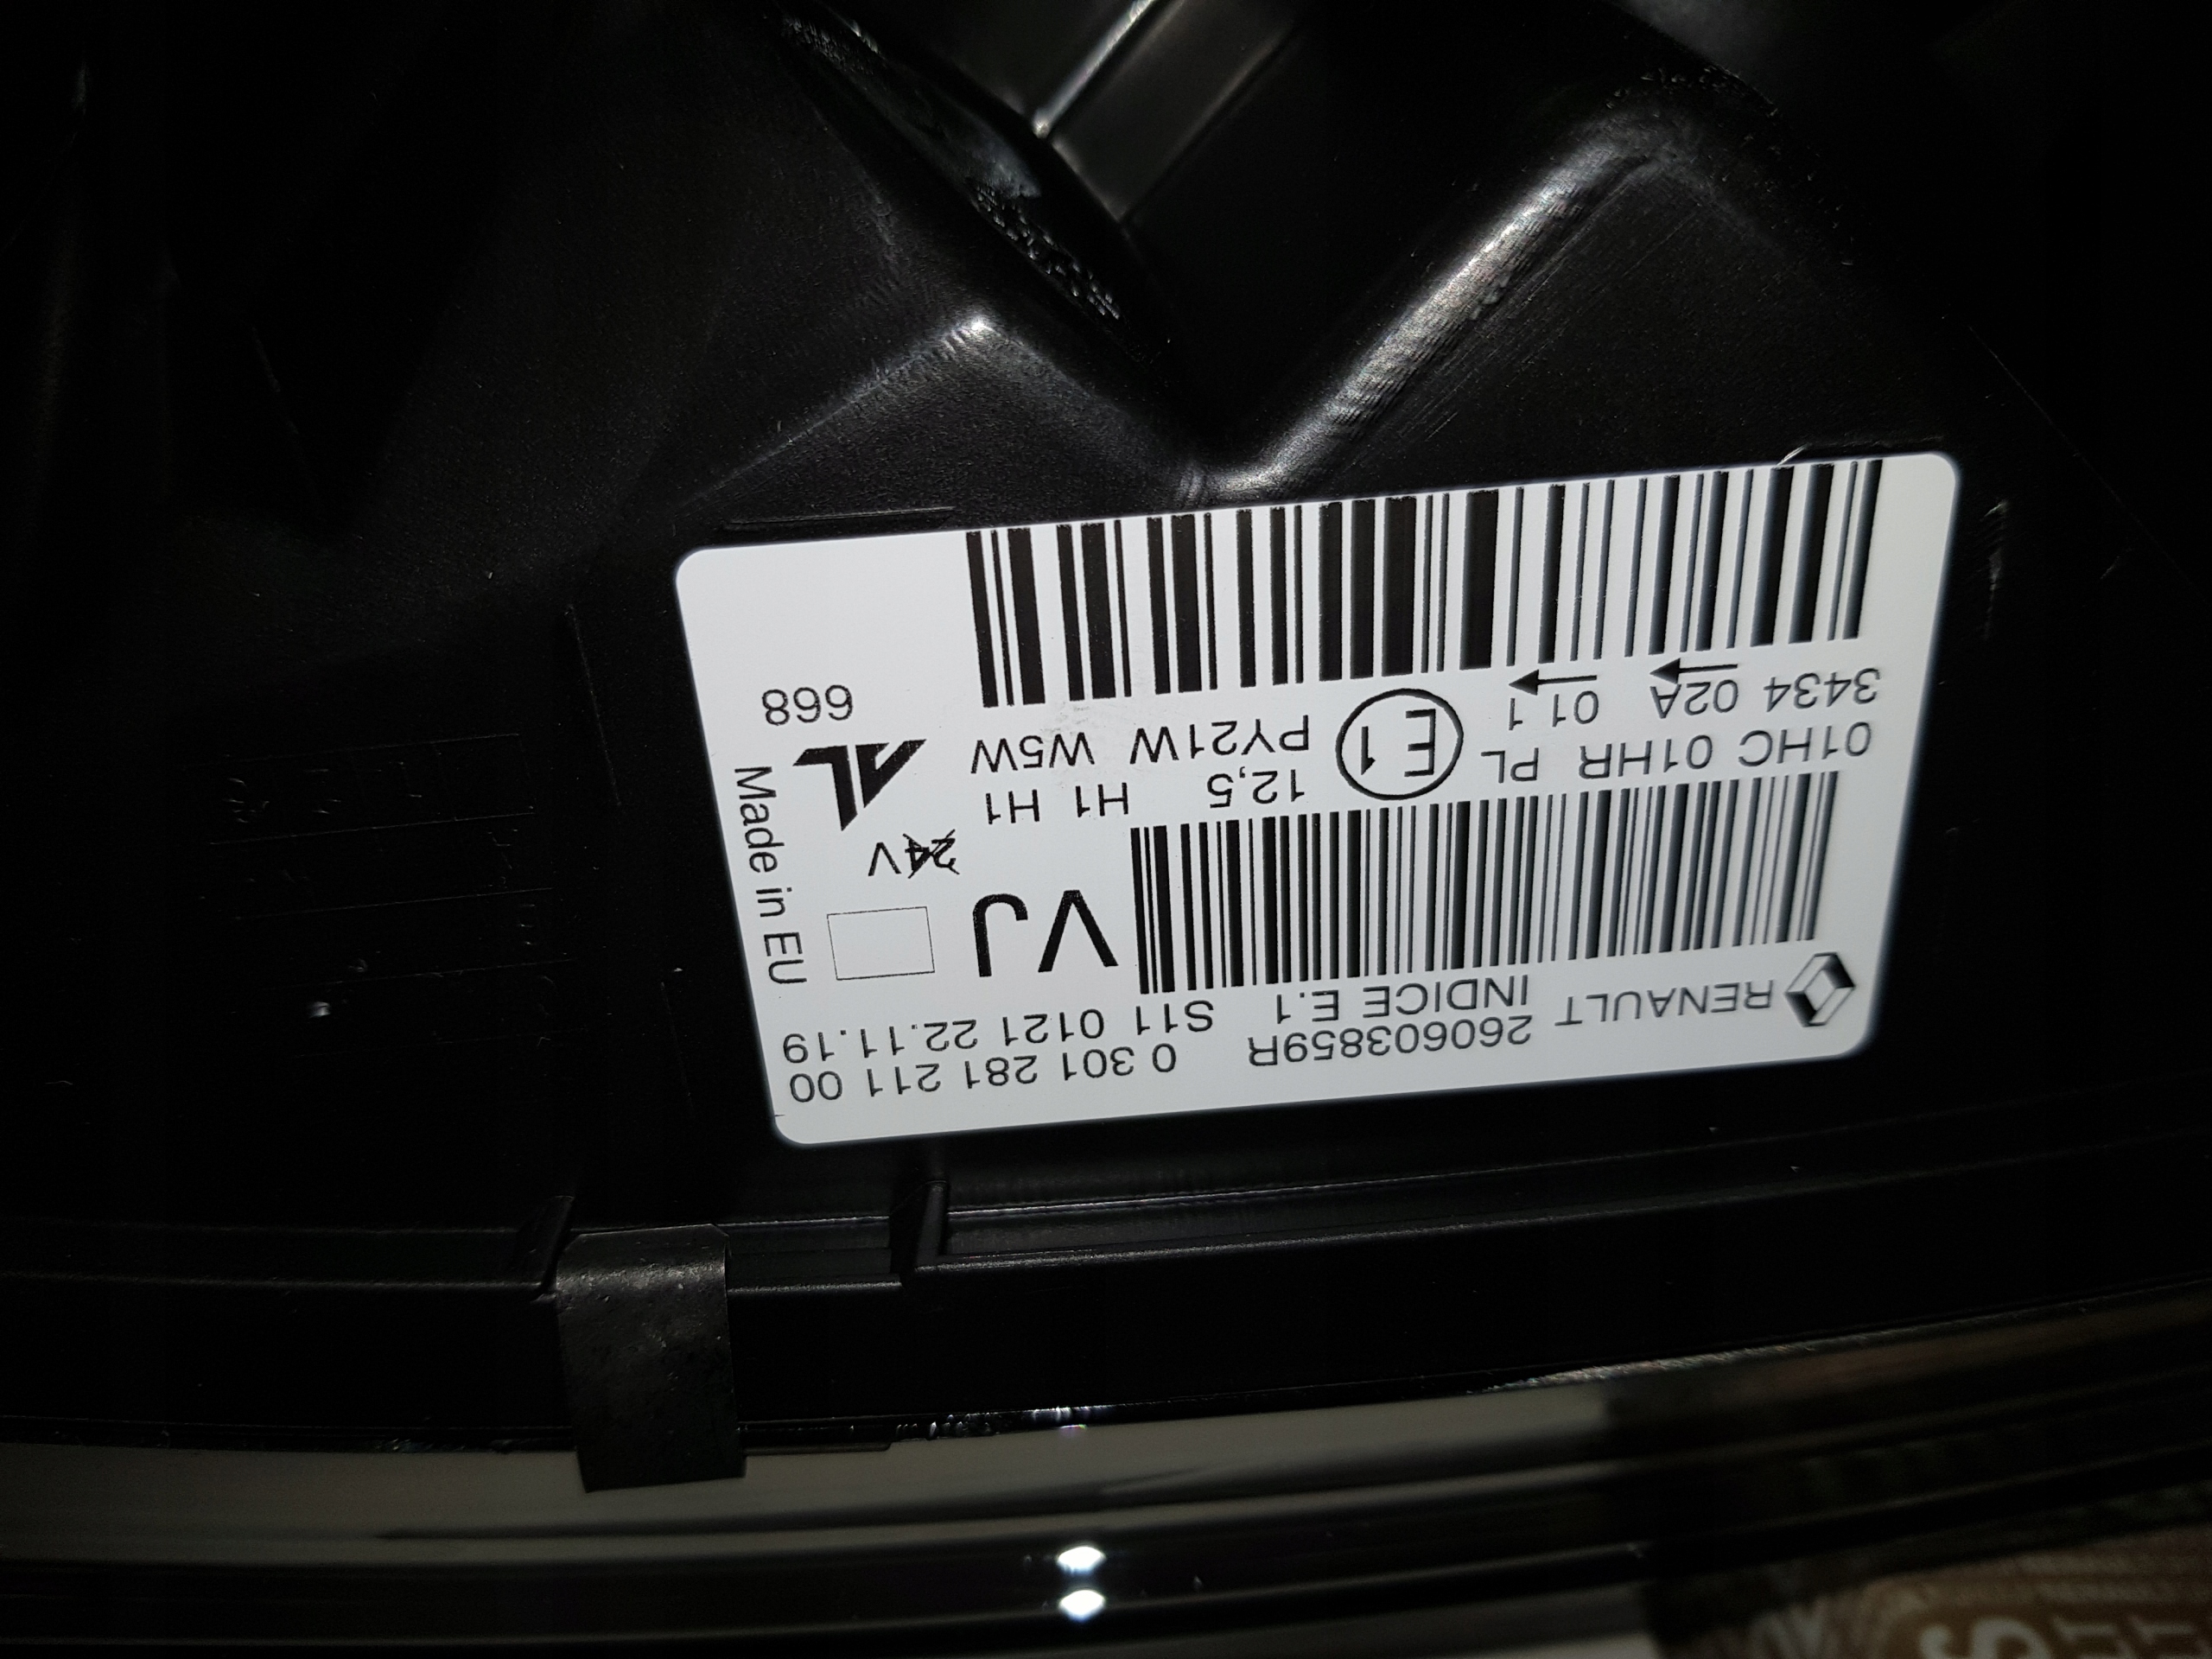 RENAULT
260603859R
INDICE E.1
0 301 281 211 00
S11 0121 22.11.19
VJ
24V
Made in EU
01HC 01HR PL
3434 02A 01 1
E1
12,5 H1 H1
PY21W W5W
AL
668